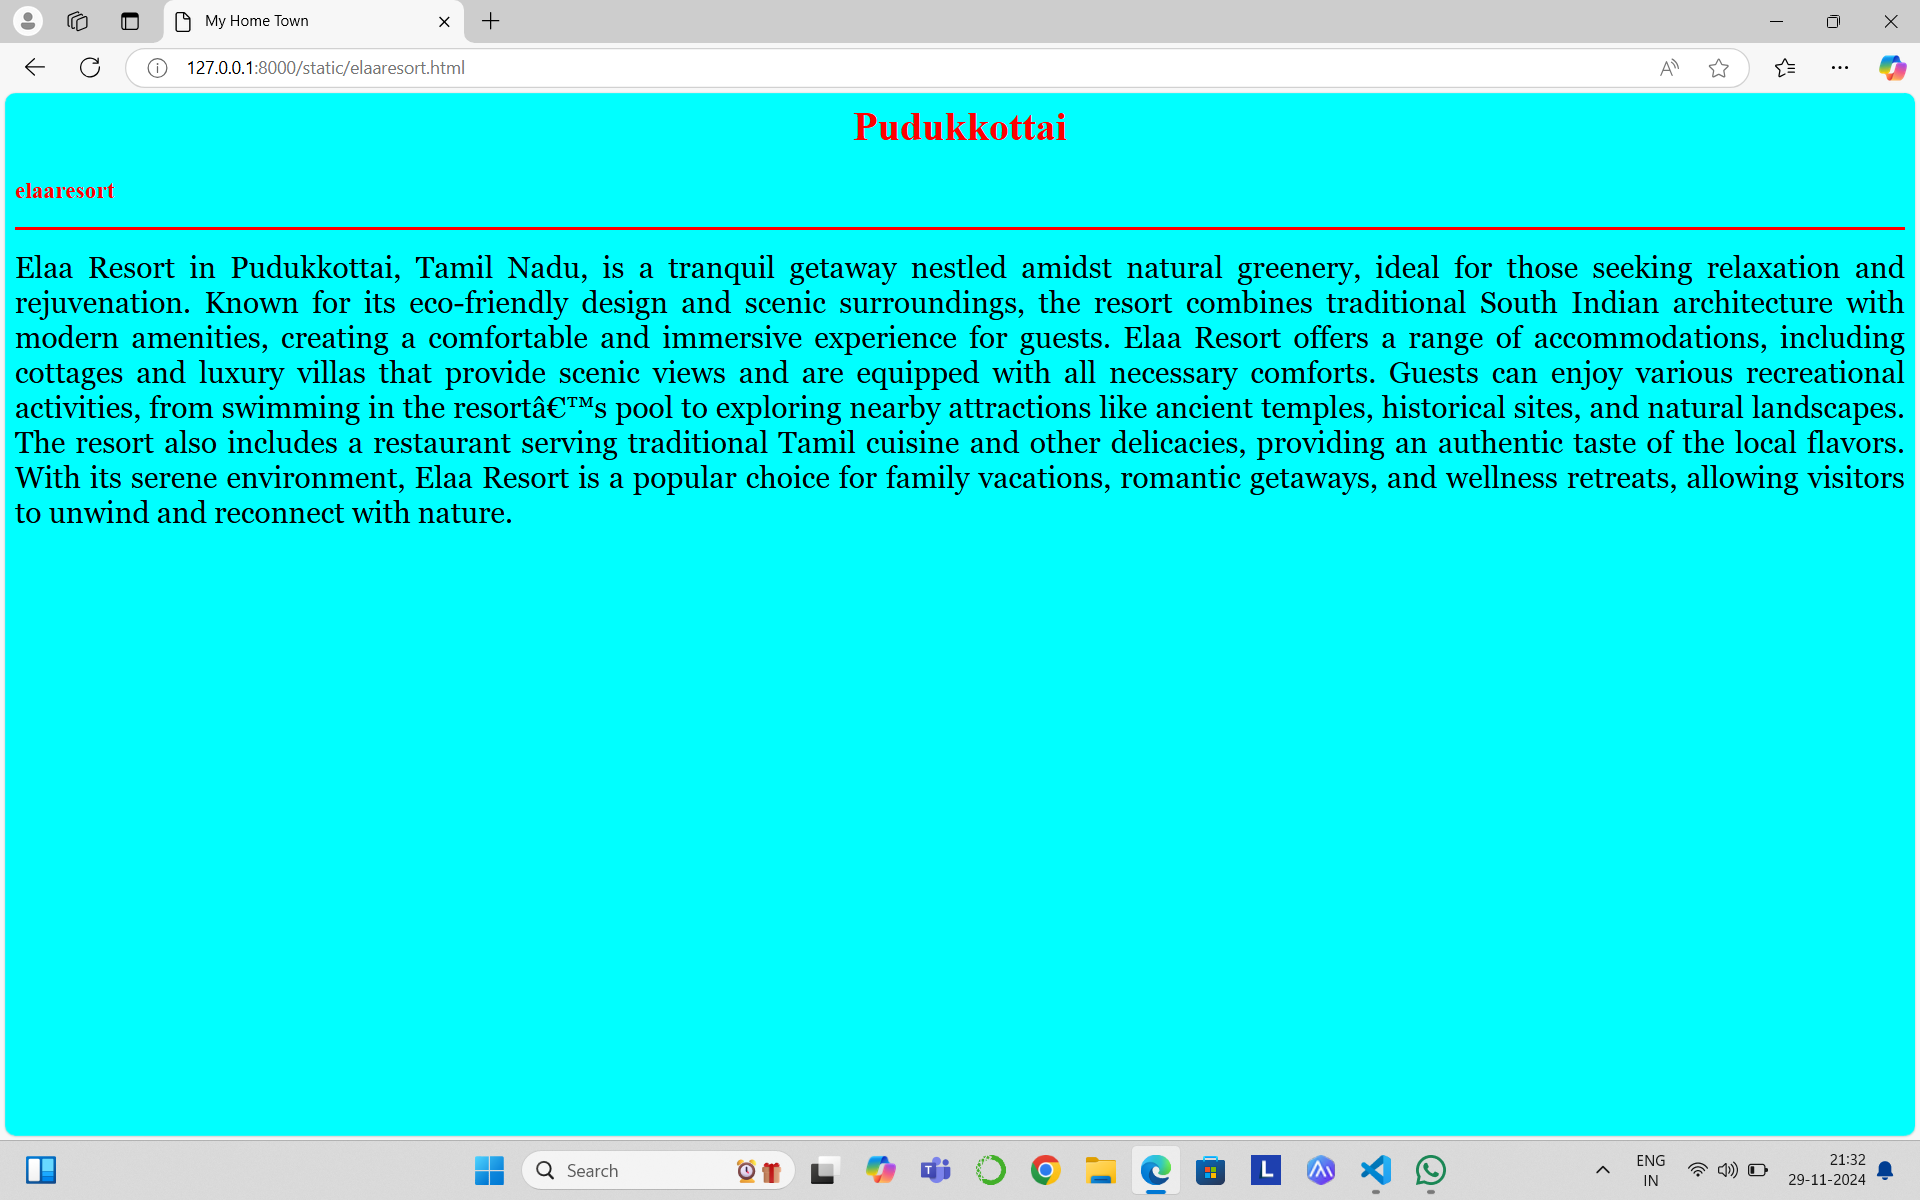 My Home Town
127.0.0.1:8000/static/elaaresort.html
Pudukkottai
elaaresort
Elaa Resort in Pudukkottai, Tamil Nadu, is a tranquil getaway nestled amidst natural greenery, ideal for those seeking relaxation and
rejuvenation. Known for its eco-friendly design and scenic surroundings, the resort combines traditional South Indian architecture with
modern amenities, creating a comfortable and immersive experience for guests. Elaa Resort offers a range of accommodations, including
cottages and luxury villas that provide scenic views and are equipped with all necessary comforts. Guests can enjoy various recreational
activities, from swimming in the resortâ€™s pool to exploring nearby attractions like ancient temples, historical sites, and natural landscapes.
The resort also includes a restaurant serving traditional Tamil cuisine and other delicacies, providing an authentic taste of the local flavors.
With its serene environment, Elaa Resort is a popular choice for family vacations, romantic getaways, and wellness retreats, allowing visitors
to unwind and reconnect with nature.
Search
L
ENG
IN
21:32
29-11-2024